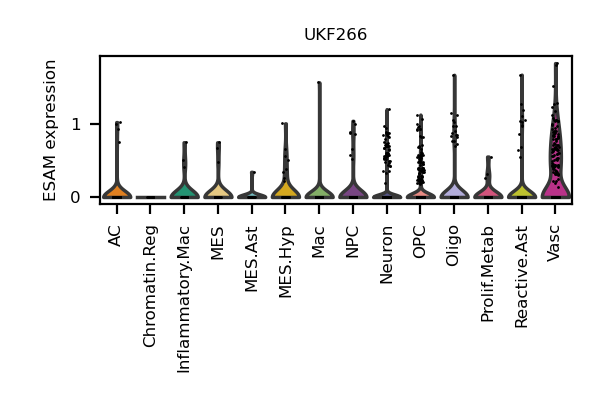 UKF266
ESAM expression
1
0
AC
Chromatin.Reg
Inflammatory.Mac
MES
MES.Ast
MES.Hyp
Mac
NPC
Neuron
OPC
Oligo
Prolif.Metab
Reactive.Ast
Vasc